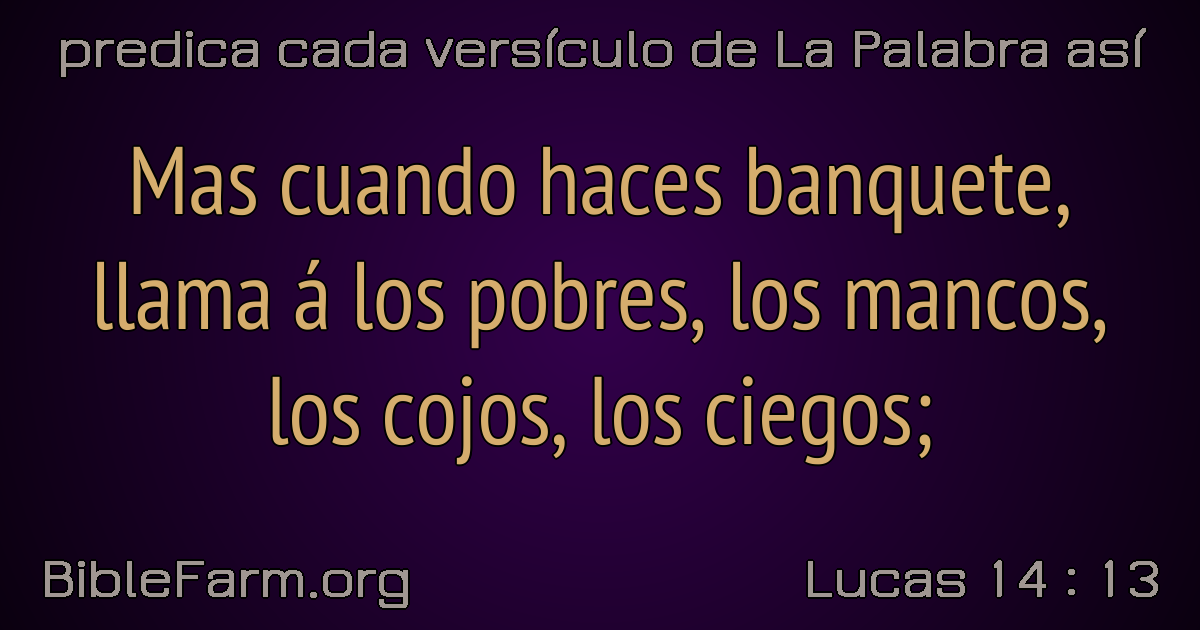 predica cada versículo de La Palabra así
Mas cuando haces banquete,
llama á los pobres, los mancos,
los cojos, los ciegos;
BibleFarm.org
Lucas 14 : 13